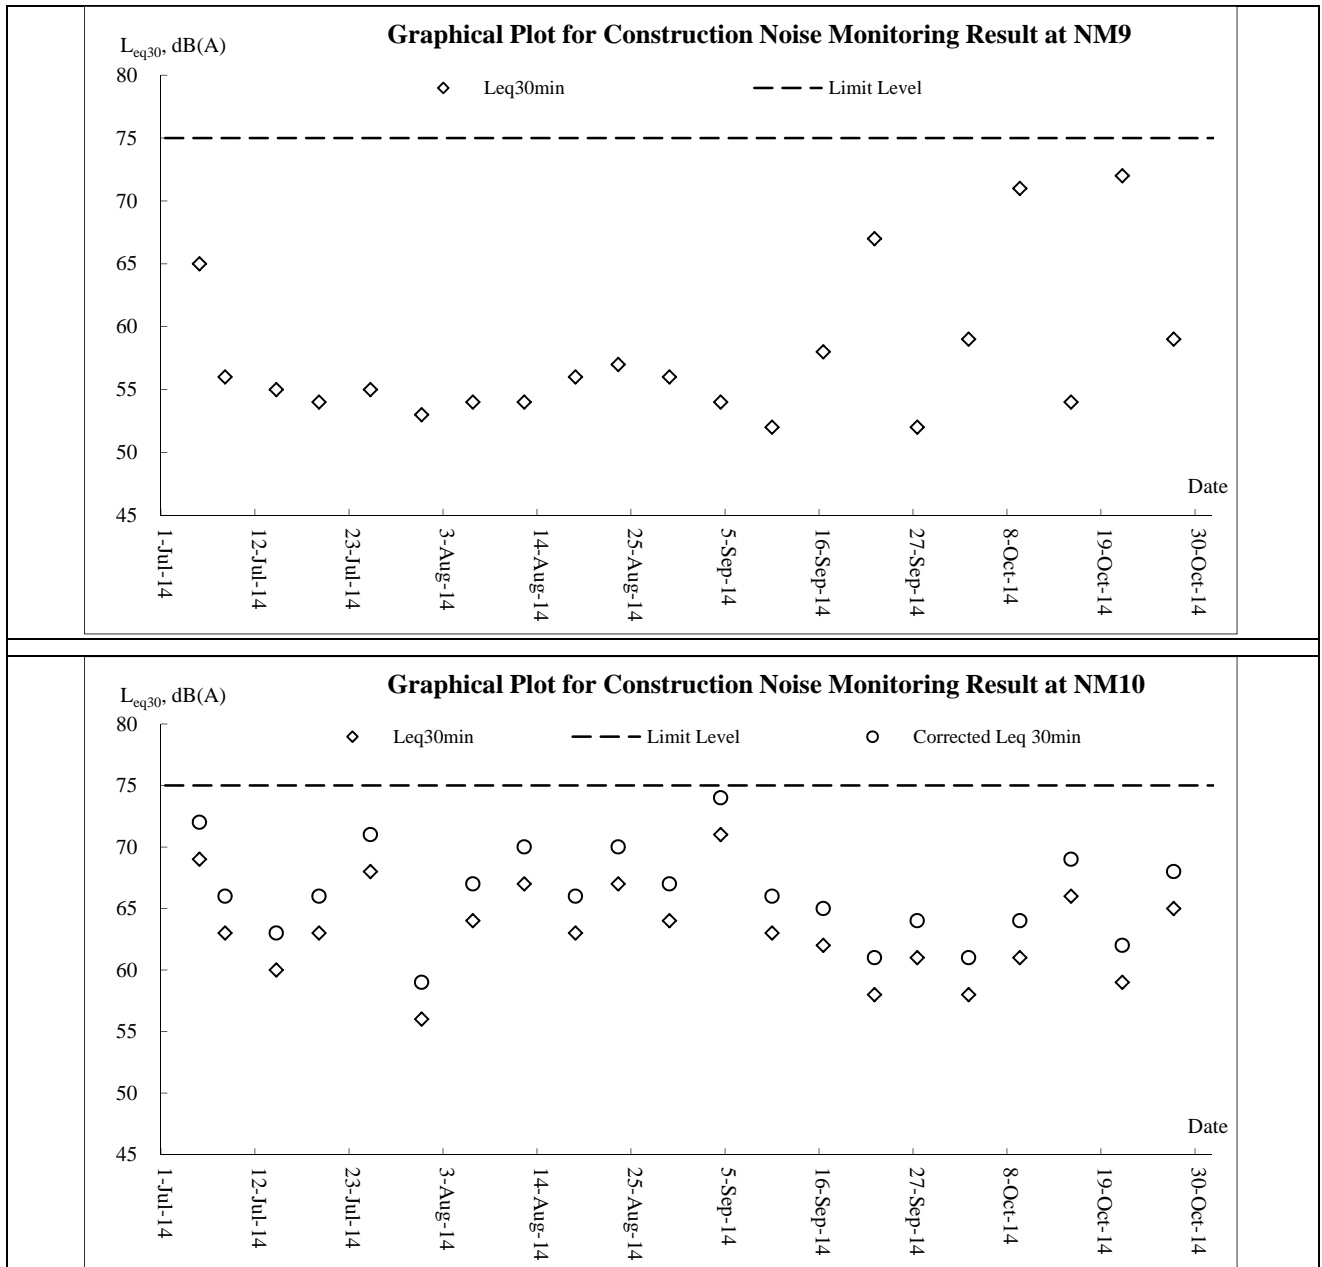 Graphical Plot for Construction Noise Monitoring Result at NM9
Leq30, dB(A)
Leq30min
Limit Level
80
75
70
65
60
55
50
45
Date
1-Jul-14
12-Jul-14
23-Jul-14
3-Aug-14
14-Aug-14
25-Aug-14
5-Sep-14
16-Sep-14
27-Sep-14
8-Oct-14
19-Oct-14
30-Oct-14
Graphical Plot for Construction Noise Monitoring Result at NM10
Leq30, dB(A)
Leq30min
Limit Level
Corrected Leq 30min
80
75
70
65
60
55
50
45
Date
1-Jul-14
12-Jul-14
23-Jul-14
3-Aug-14
14-Aug-14
25-Aug-14
5-Sep-14
16-Sep-14
27-Sep-14
8-Oct-14
19-Oct-14
30-Oct-14